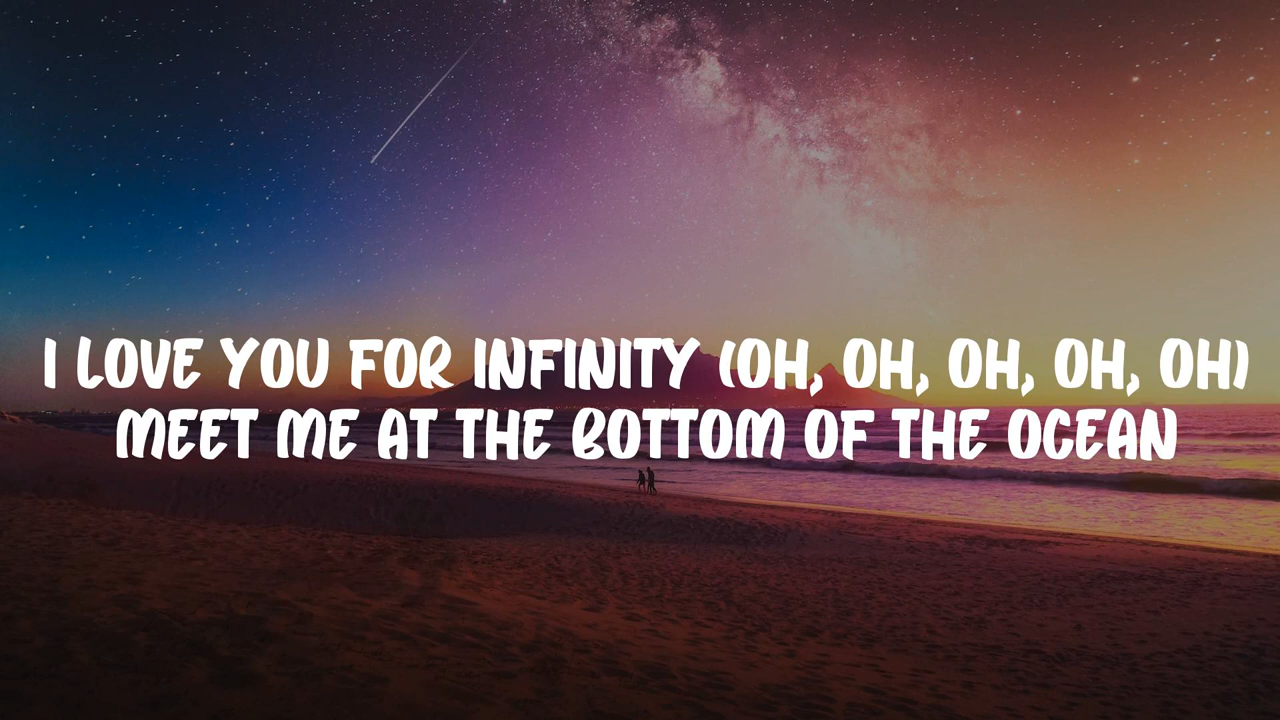 I LOVE YOU FOR INFINITY (OH, OH, OH, OH, OH)
MEET ME AT THE BOTTOM OF THE OCEAN